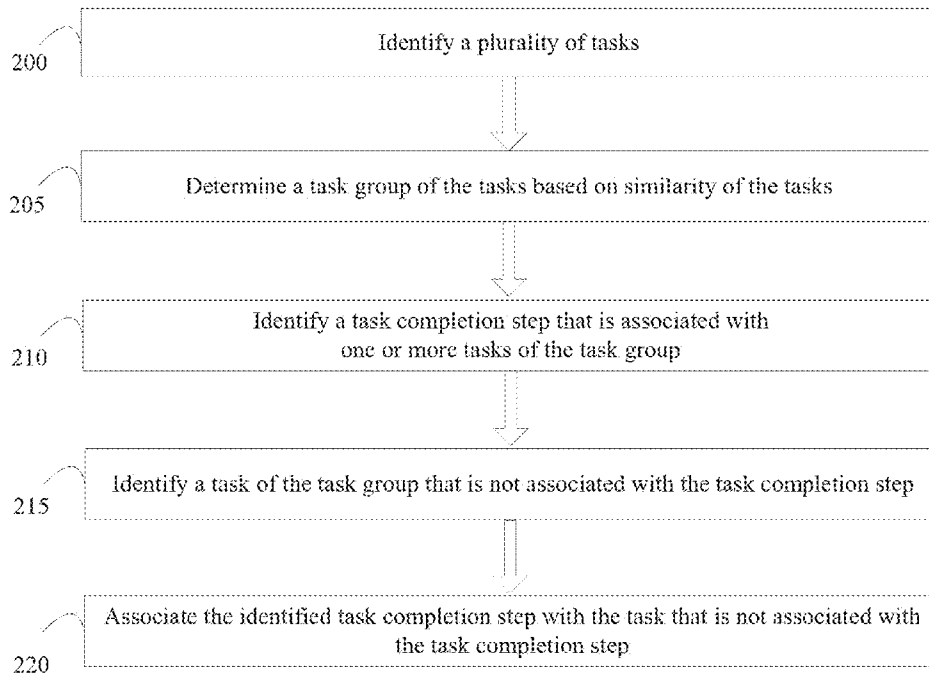 Identify a plurality of tasks
200
Determine a task group of the tasks based on similarity of the tasks
205
Identify a task completion step that is associated with
one or more tasks of the task group
210
Identify a task of the task group that is not associated with the task completion step
215
Associate the identified task completion step with the task that is not associated with
the task completion step
220